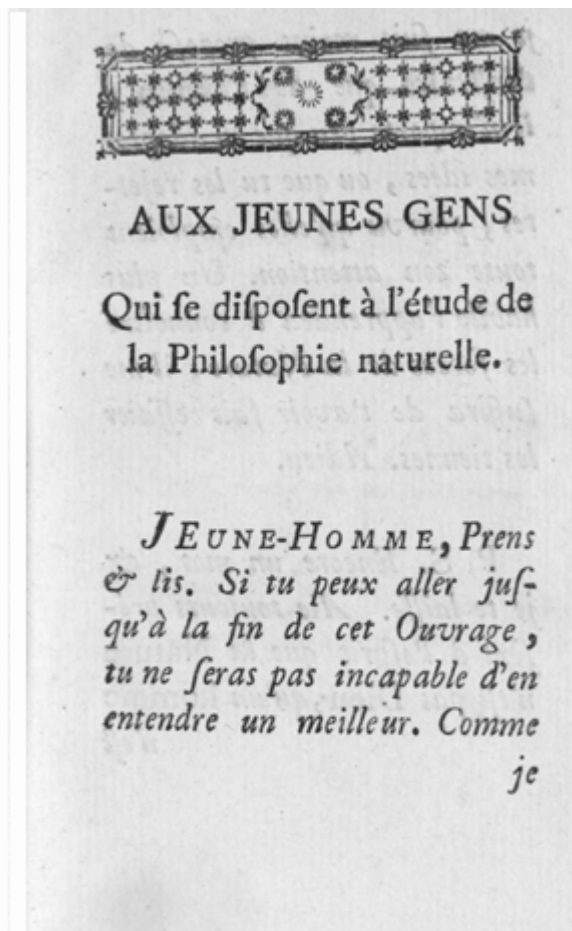 AUX JEUNES GENS
Qui ſe diſpoſent à l'étude de
la Philoſophie naturelle.
JEUNE-HOMME, Prens
& lis. Si tu peux aller juſ-
qu'à la fin de cet Ouvrage,
tu ne ſeras pas incapable d'en
entendre un meilleur. Comme
je